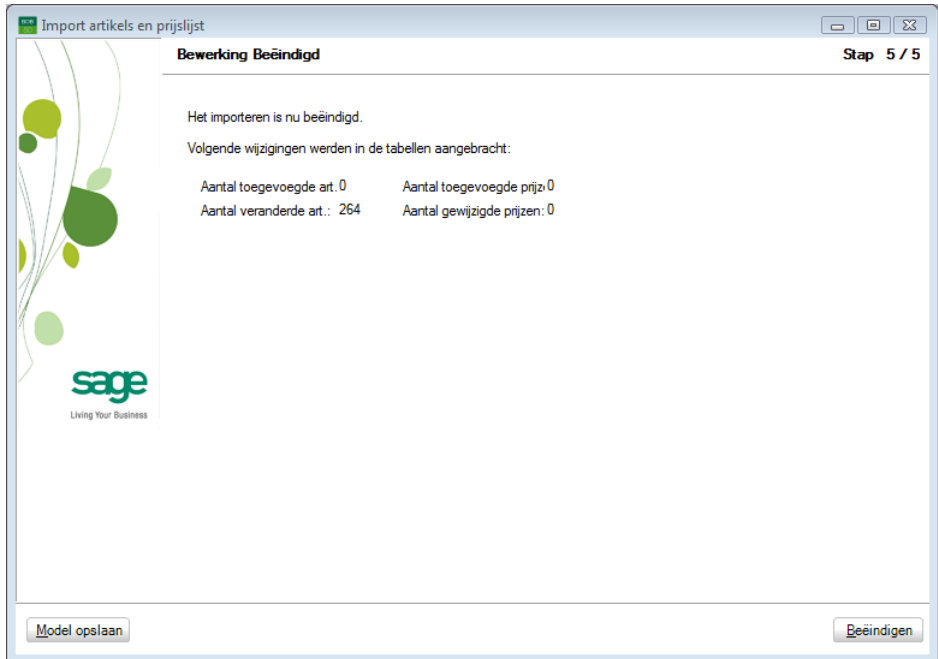 Import artikels en prijslijst
Bewerking Beëindigd
Stap 5 / 5
Het importeren is nu beëindigd.
Volgende wijzigingen werden in de tabellen aangebracht:
Aantal toegevoegde art. 0 Aantal toegevoegde prijz 0
Aantal veranderde art.: 264 Aantal gewijzigde prijzen: 0
sage
Living Your Business
Model opslaan
Beëindigen